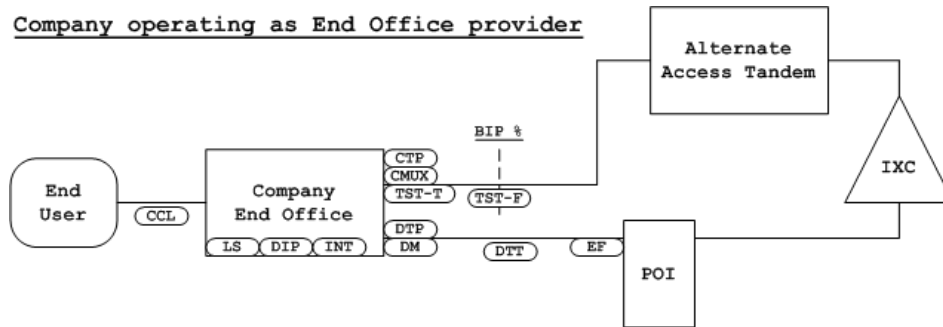 Company operating as End Office provider
Alternate
Access Tandem
BIP %
IXC
End
User
CCL
Company
End Office
CTP
CMUX
TST-T
TST-F
LS
DIP
INT
DTP
DM
DTT
EF
POI